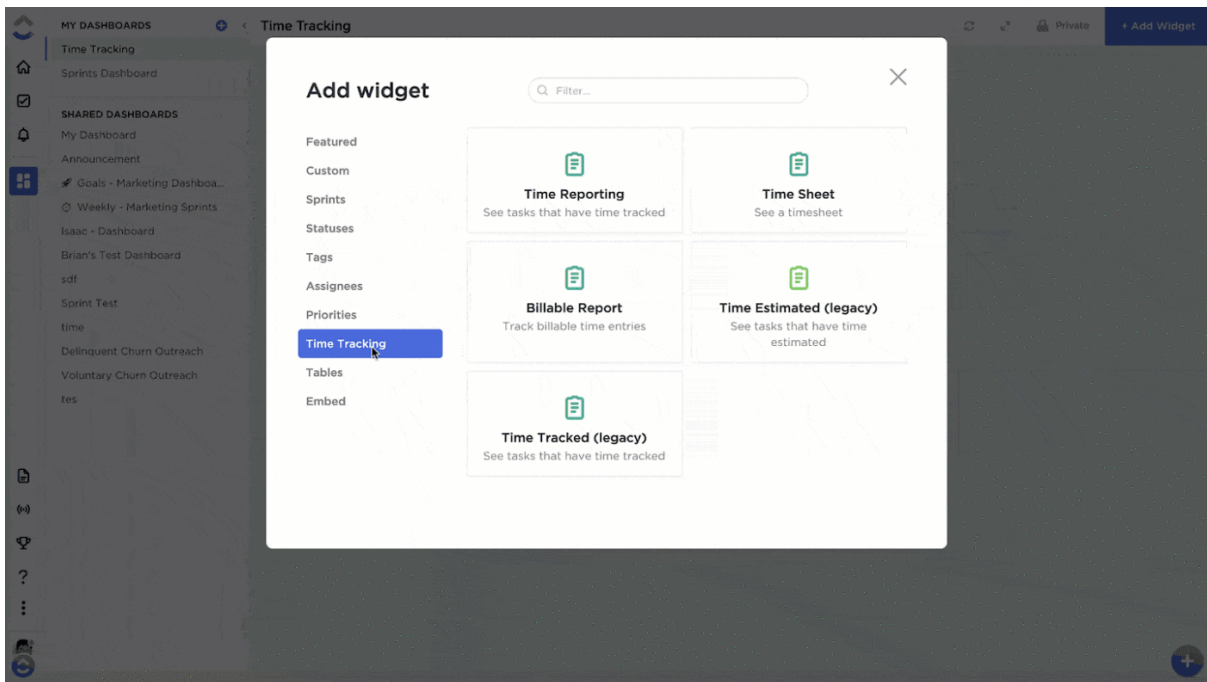 MY DASHBOARDS
Time Tracking
Sprints Dashboard
SHARED DASHBOARDS
My Dashboard
Announcement
Goals - Marketing Dashboa...
Weekly - Marketing Sprints
Isaac - Dashboard
Brian's Test Dashboard
sdf
Sprint Test
time
Delinquent Churn Outreach
Voluntary Churn Outreach
tes
Time Tracking
Private
+ Add Widget
Add widget
Filter...
Featured
Custom
Sprints
Statuses
Tags
Assignees
Priorities
Time Tracking
Tables
Embed
Time Reporting
See tasks that have time tracked
Time Sheet
See a timesheet
Billable Report
Track billable time entries
Time Estimated (legacy)
See tasks that have time
estimated
Time Tracked (legacy)
See tasks that have time tracked